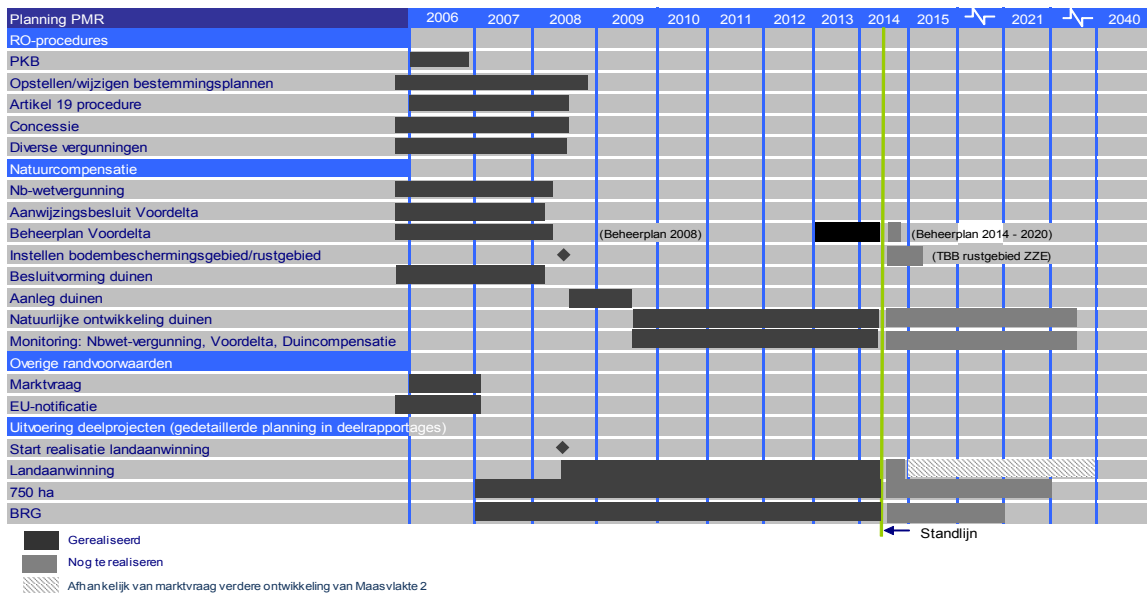 Planning PMR 2006 2007 2008 2009 2010 2011 2012 2013 2014 2015 2021 2040
RO-procedures
PKB
Opstellen/wijzigen bestemmingsplannen
Artikel 19 procedure
Concessie
Diverse vergunningen
Natuurcompensatie
Nb-wetvergunning
Aanwijzingsbesluit Voordelta
Beheerplan Voordelta (Beheerplan 2008) (Beheerplan 2014 - 2020)
Instellen bodembeschermingsgebied/rustgebied (TBB rustgebied ZZE)
Besluitvorming duinen
Aanleg duinen
Natuurlijke ontwikkeling duinen
Monitoring: Nbwet-vergunning, Voordelta, Duincompensatie
Overige randvoorwaarden
Marktvraag
EU-notificatie
Uitvoering deelprojecten (gedetailleerde planning in deelrapportages)
Start realisatie landaanwinning
Landaanwinning
750 ha
BRG
Standlijn
Gerealiseerd
Nog te realiseren
Afhankelijk van marktvraag verdere ontwikkeling van Maasvlakte 2